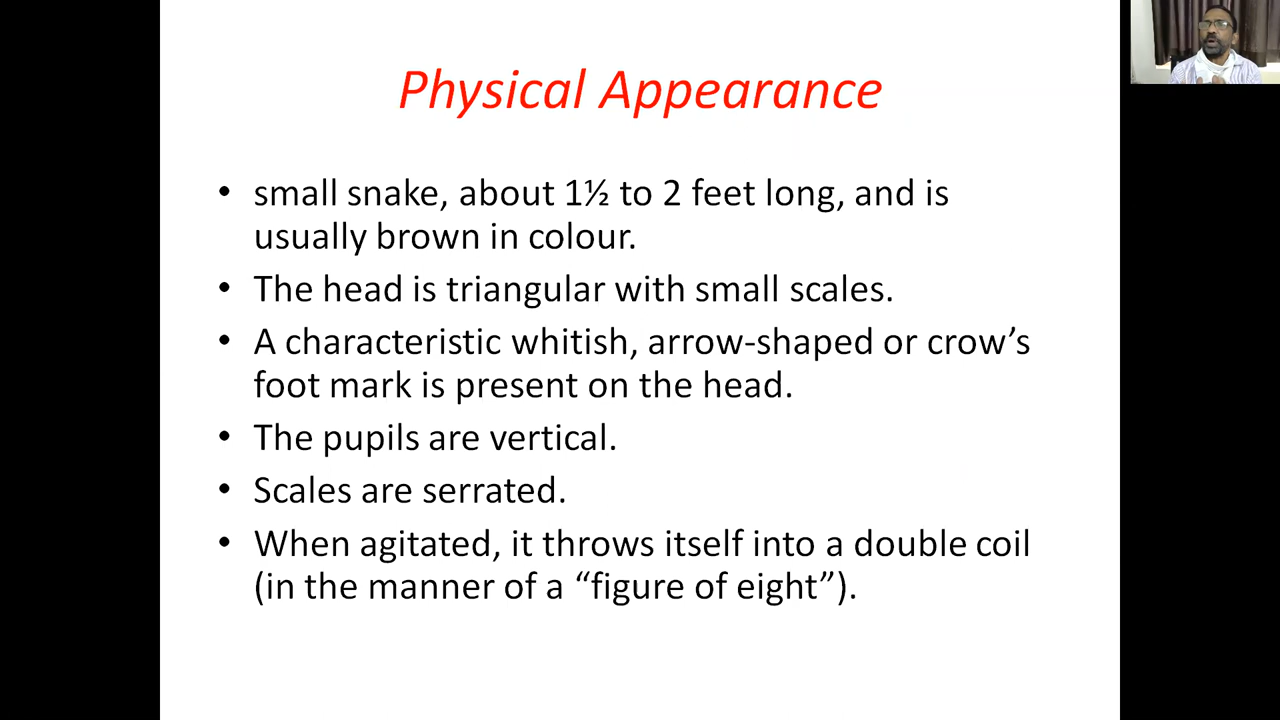 Physical Appearance
• small snake, about 1½ to 2 feet long, and is
usually brown in colour.
• The head is triangular with small scales.
• A characteristic whitish, arrow-shaped or crow’s
foot mark is present on the head.
• The pupils are vertical.
• Scales are serrated.
• When agitated, it throws itself into a double coil
(in the manner of a “figure of eight”).